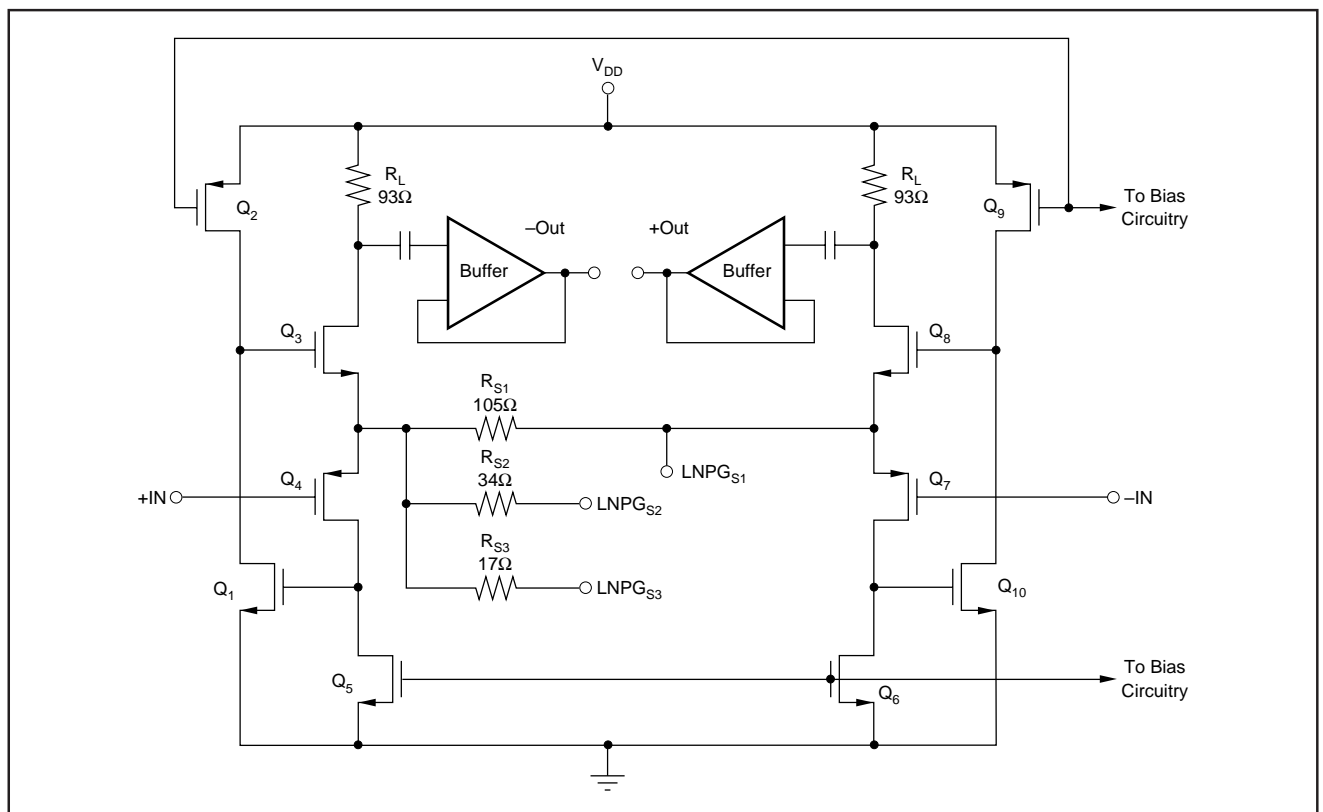 V_DD
R_L
93Ω
R_L
93Ω
Q_2
Q_9
To Bias
Circuitry
–Out
+Out
Buffer
Buffer
Q_3
Q_8
R_S1
105Ω
LNPG_S1
R_S2
34Ω
LNPG_S2
Q_4
Q_7
+IN
–IN
R_S3
17Ω
LNPG_S3
Q_1
Q_10
Q_5
Q_6
To Bias
Circuitry